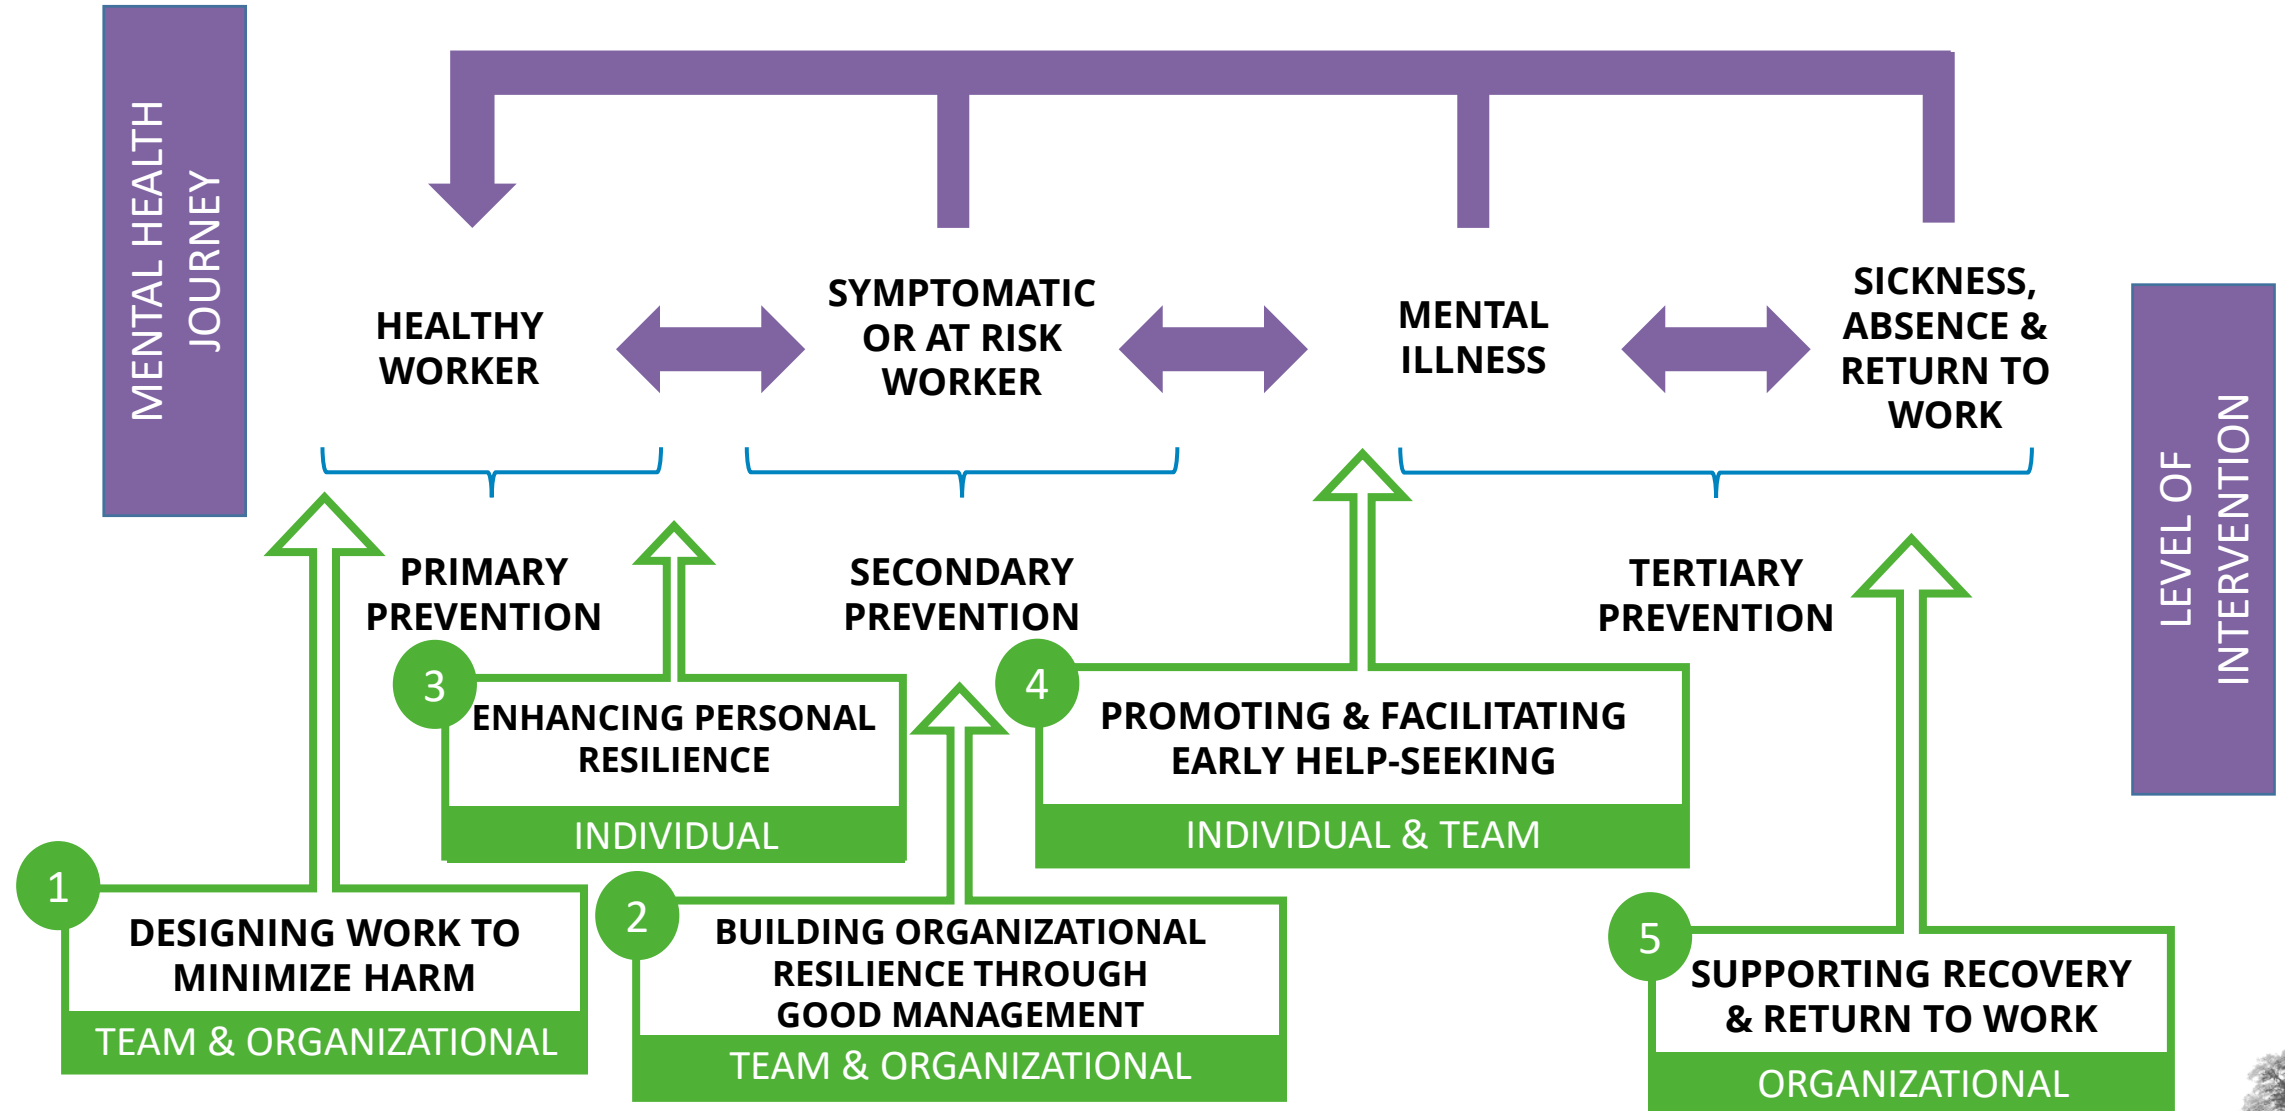 MENTAL HEALTH
JOURNEY
HEALTHY
WORKER
SYMPTOMATIC
OR AT RISK
WORKER
MENTAL
ILLNESS
SICKNESS,
ABSENCE &
RETURN TO
WORK
LEVEL OF
INTERVENTION
PRIMARY
PREVENTION
SECONDARY
PREVENTION
TERTIARY
PREVENTION
3
ENHANCING PERSONAL
RESILIENCE
INDIVIDUAL
4
PROMOTING & FACILITATING
EARLY HELP-SEEKING
INDIVIDUAL & TEAM
1
DESIGNING WORK TO
MINIMIZE HARM
TEAM & ORGANIZATIONAL
2
BUILDING ORGANIZATIONAL
RESILIENCE THROUGH
GOOD MANAGEMENT
TEAM & ORGANIZATIONAL
5
SUPPORTING RECOVERY
& RETURN TO WORK
ORGANIZATIONAL